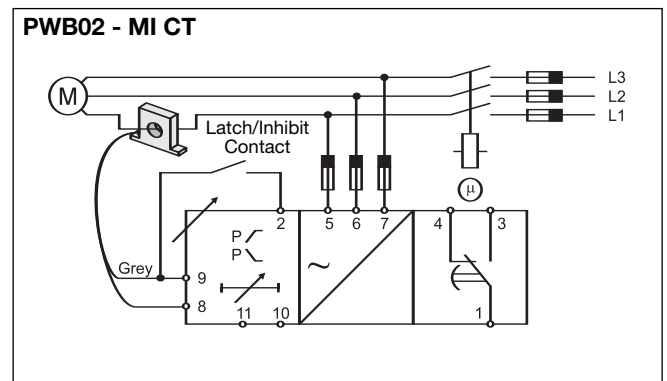 PWB02 - MI CT
L3
M
L2
L1
Latch/Inhibit
Contact
µ
2
5
6
7
4
3
P
P
~
Grey
9
8
11
10
1